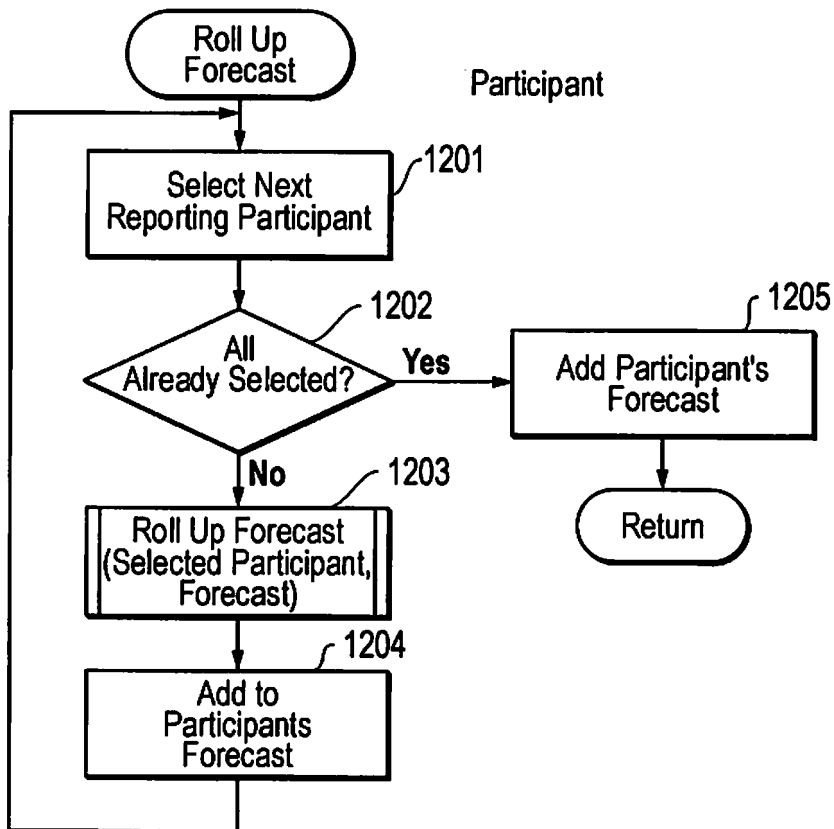 Roll Up
Forecast
Participant
1201
Select Next
Reporting Participant
1202
All
Already Selected?
Yes
1205
Add Participant's
Forecast
No
1203
Roll Up Forecast
(Selected Participant,
Forecast)
Return
1204
Add to
Participants
Forecast